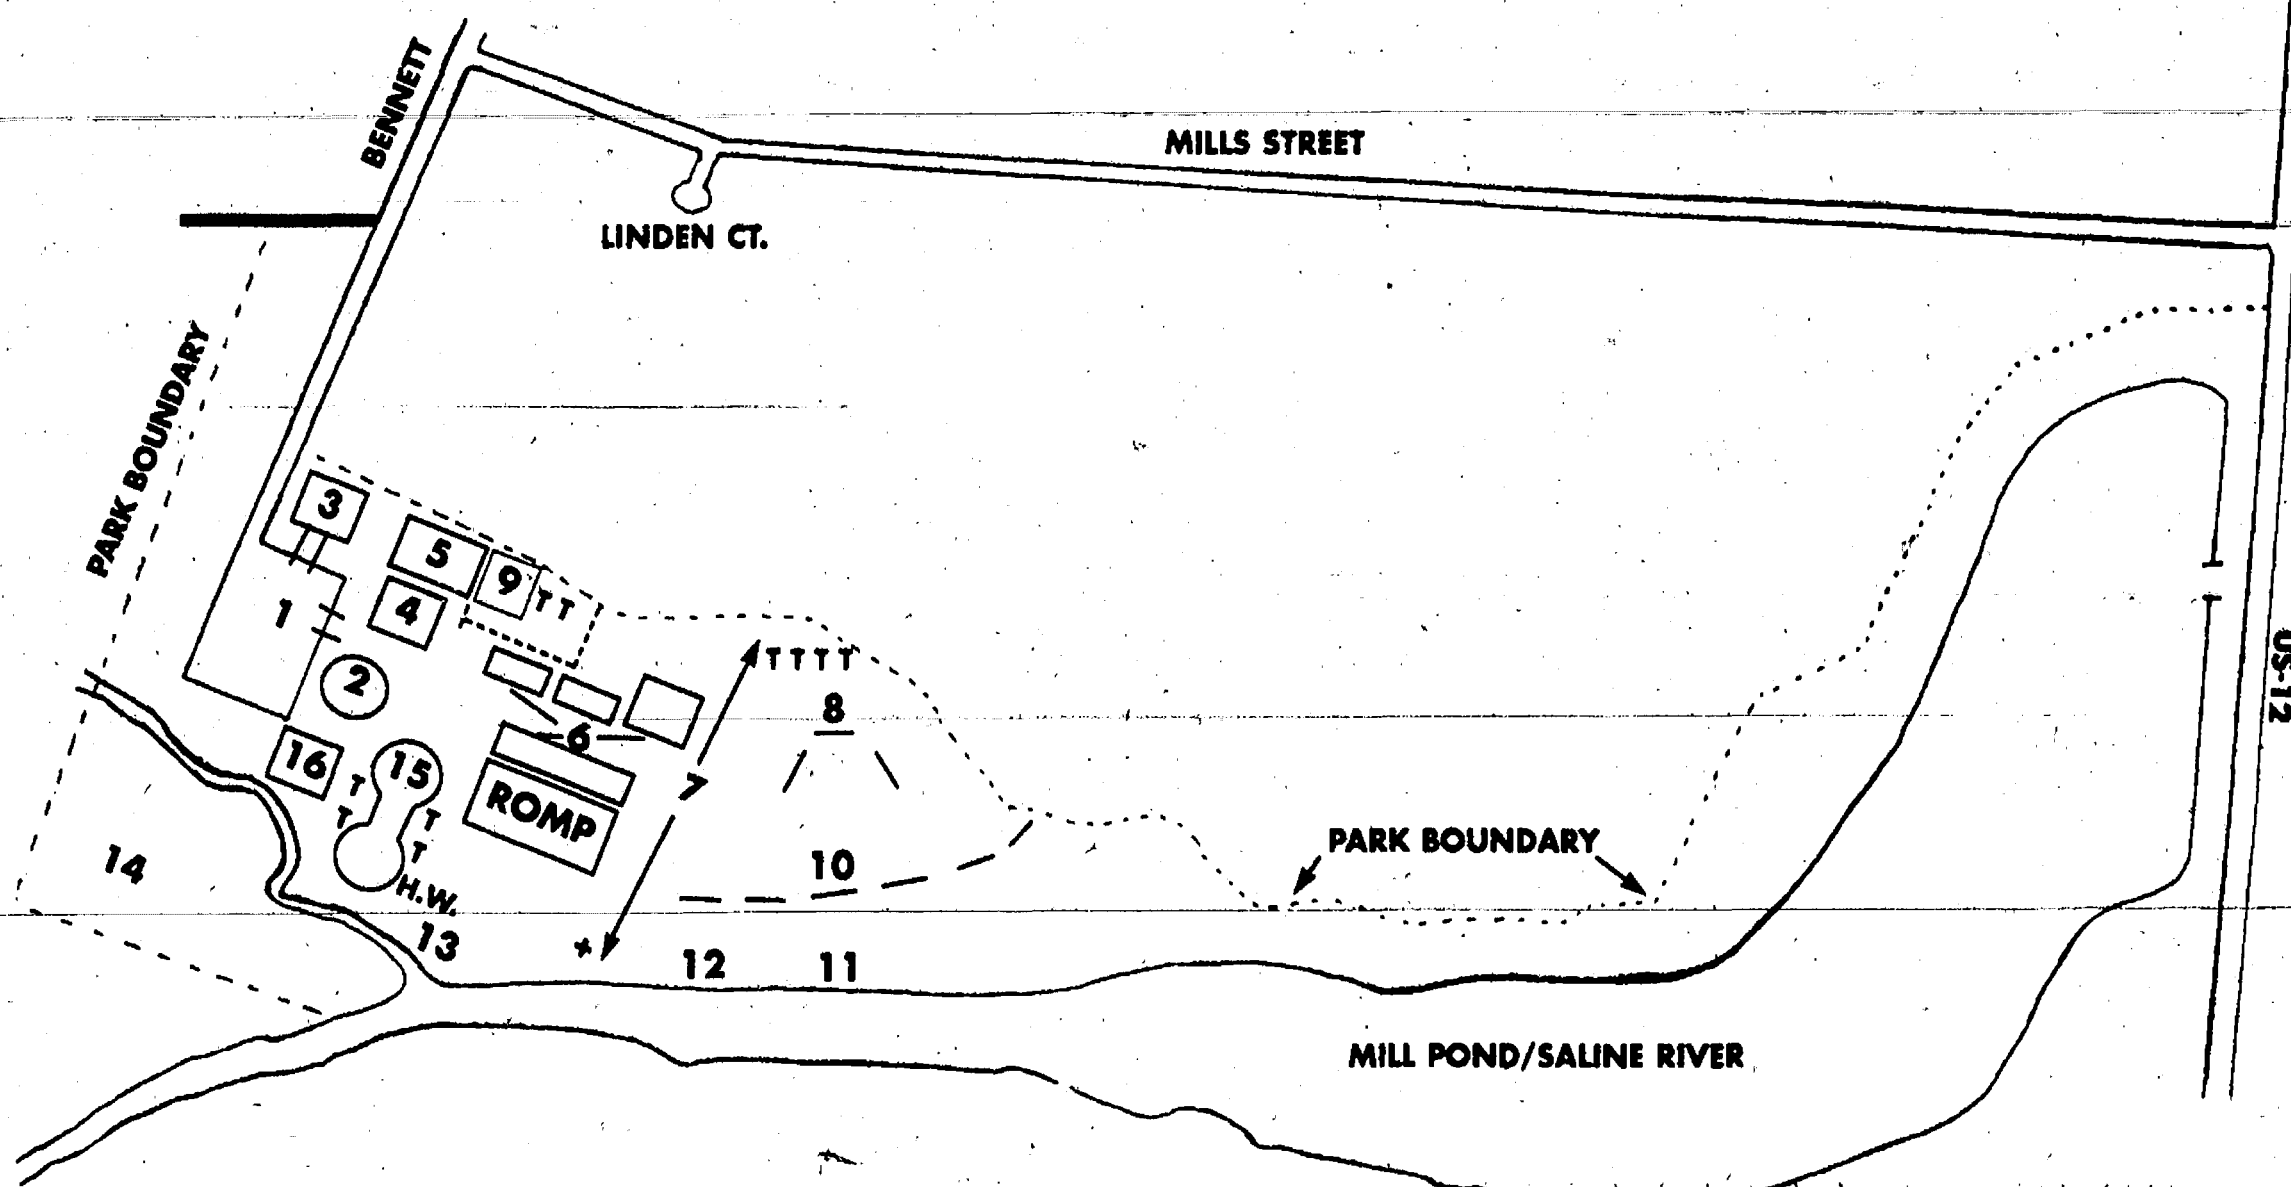 BENNETT
MILLS STREET
LINDEN CT.
PARK BOUNDARY
3
5
9
T T
4
1
2
T T T T
8
6
16
15
T
T
T
T
7
ROMP
14
10
H.W.
13
+
12
11
PARK BOUNDARY
US-12
MILL POND/SALINE RIVER